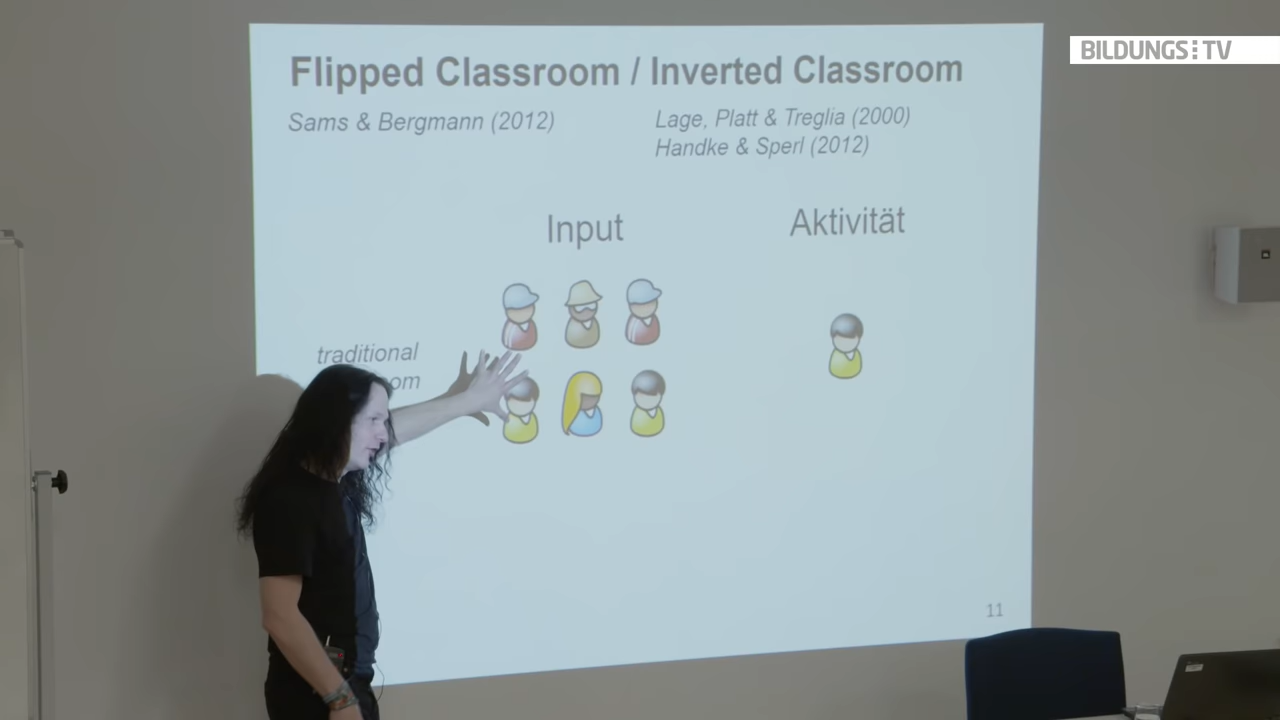 BILDUNGS:TV
Flipped Classroom / Inverted Classroom
Sams & Bergmann (2012)
Lage, Platt & Treglia (2000)
Handke & Sperl (2012)
Input
Aktivität
traditional
11